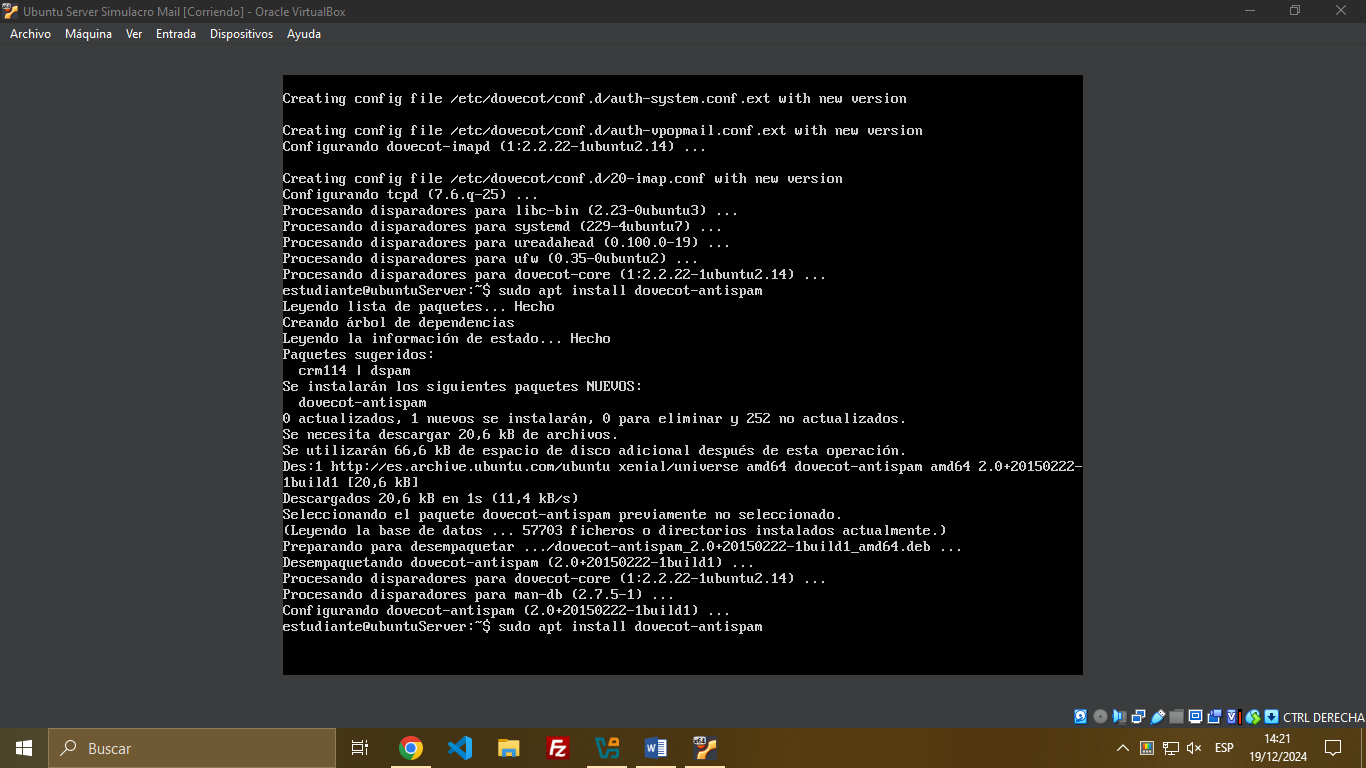 Ubuntu Server Simulacro Mail [Corriendo] - Oracle VirtualBox
Archivo Máquina Ver Entrada Dispositivos Ayuda
Creating config file /etc/dovecot/conf.d/auth-system.conf.ext with new version
Creating config file /etc/dovecot/conf.d/auth-vpopmail.conf.ext with new version
Configurando dovecot-imapd (1:2.2.22-1ubuntu2.14) ...
Creating config file /etc/dovecot/conf.d/20-imap.conf with new version
Configurando tcpd (7.6.q-25) ...
Procesando disparadores para libc-bin (2.23-0ubuntu3) ...
Procesando disparadores para systemd (229-4ubuntu7) ...
Procesando disparadores para ureadahead (0.100.0-19) ...
Procesando disparadores para ufw (0.35-0ubuntu2) ...
Procesando disparadores para dovecot-core (1:2.2.22-1ubuntu2.14) ...
estudiante@ubuntuServer:~$ sudo apt install dovecot-antispam
Leyendo lista de paquetes... Hecho
Creando árbol de dependencias
Leyendo la información de estado... Hecho
Paquetes sugeridos:
crm114 | dspam
Se instalarán los siguientes paquetes NUEVOS:
dovecot-antispam
0 actualizados, 1 nuevos se instalarán, 0 para eliminar y 252 no actualizados.
Se necesita descargar 20,6 kB de archivos.
Se utilizarán 66,6 kB de espacio de disco adicional después de esta operación.
Des:1 http://es.archive.ubuntu.com/ubuntu xenial/universe amd64 dovecot-antispam amd64 2.0+20150222-
1build1 [20,6 kB]
Descargados 20,6 kB en 1s (11,4 kB/s)
Seleccionando el paquete dovecot-antispam previamente no seleccionado.
(Leyendo la base de datos ... 57703 ficheros o directorios instalados actualmente.)
Preparando para desempaquetar .../dovecot-antispam_2.0+20150222-1build1_amd64.deb ...
Desempaquetando dovecot-antispam (2.0+20150222-1build1) ...
Procesando disparadores para dovecot-core (1:2.2.22-1ubuntu2.14) ...
Procesando disparadores para man-db (2.7.5-1) ...
Configurando dovecot-antispam (2.0+20150222-1build1) ...
estudiante@ubuntuServer:~$ sudo apt install dovecot-antispam
CTRL DERECHA
Buscar
ESP
14:21
19/12/2024